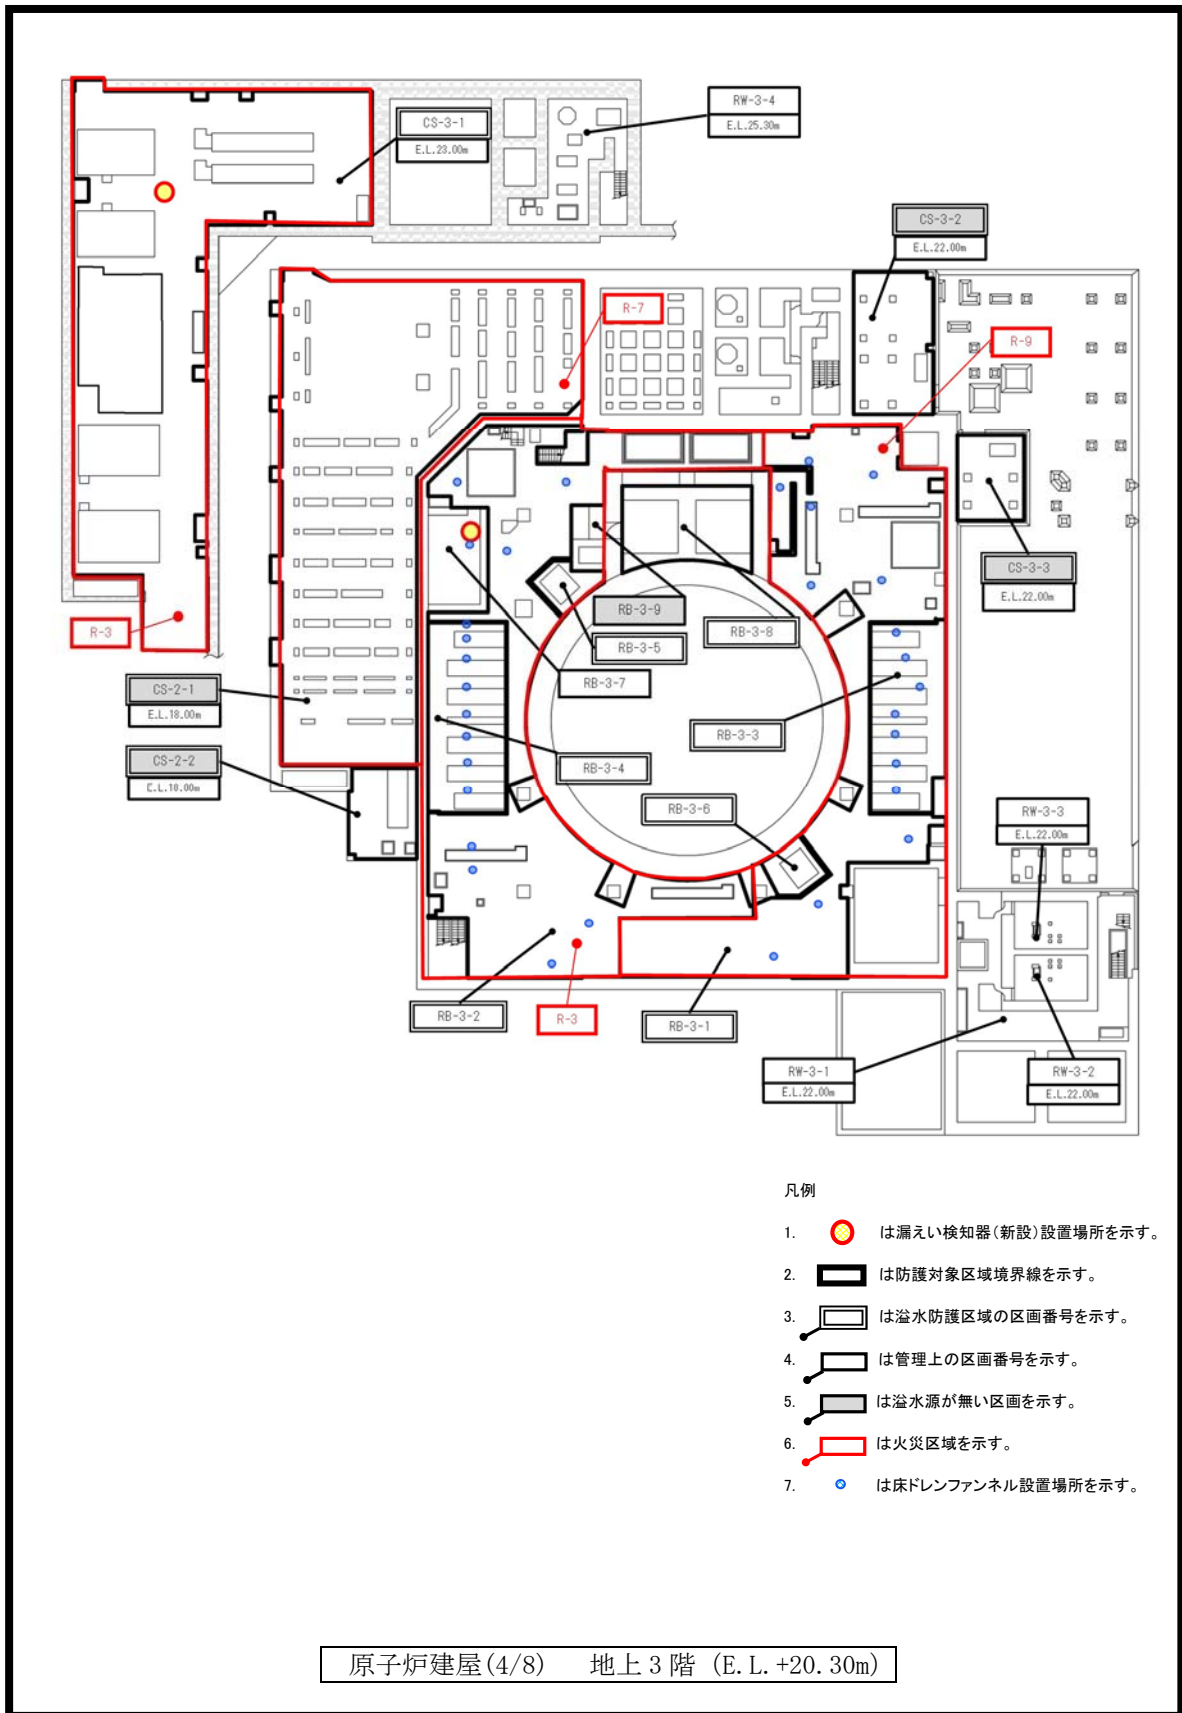 RW-3-4
E.L.25.30m
CS-3-1
E.L.23.00m
CS-3-2
E.L.22.00m
R-7
R-9
CS-3-3
E.L.22.00m
RB-3-9
RB-3-8
RB-3-5
RB-3-7
R-3
CS-2-1
E.L.18.00m
RB-3-3
CS-2-2
E.L.18.00m
RB-3-4
RB-3-6
RW-3-3
E.L.22.00m
RB-3-2
R-3
RB-3-1
RW-3-1
E.L.22.00m
RW-3-2
E.L.22.00m
凡例
1. は漏えい検知器(新設)設置場所を示す。
2. は防護対象区域境界線を示す。
3. は溢水防護区域の区画番号を示す。
4. は管理上の区画番号を示す。
5. は溢水源が無い区画を示す。
6. は火災区域を示す。
7. は床ドレンファンネル設置場所を示す。
原子炉建屋(4/8) 地上3階 (E.L.+20.30m)